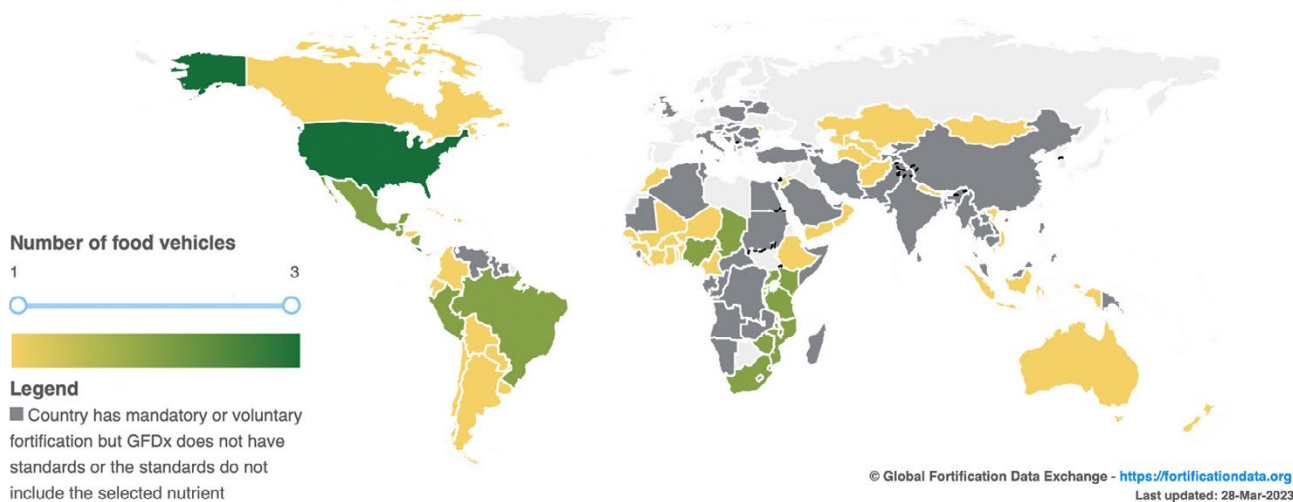 Number of food vehicles
1 3
Legend
Country has mandatory or voluntary
fortification but GFDx does not have
standards or the standards do not
include the selected nutrient
© Global Fortification Data Exchange - https://fortificationdata.org
Last updated: 28-Mar-2023